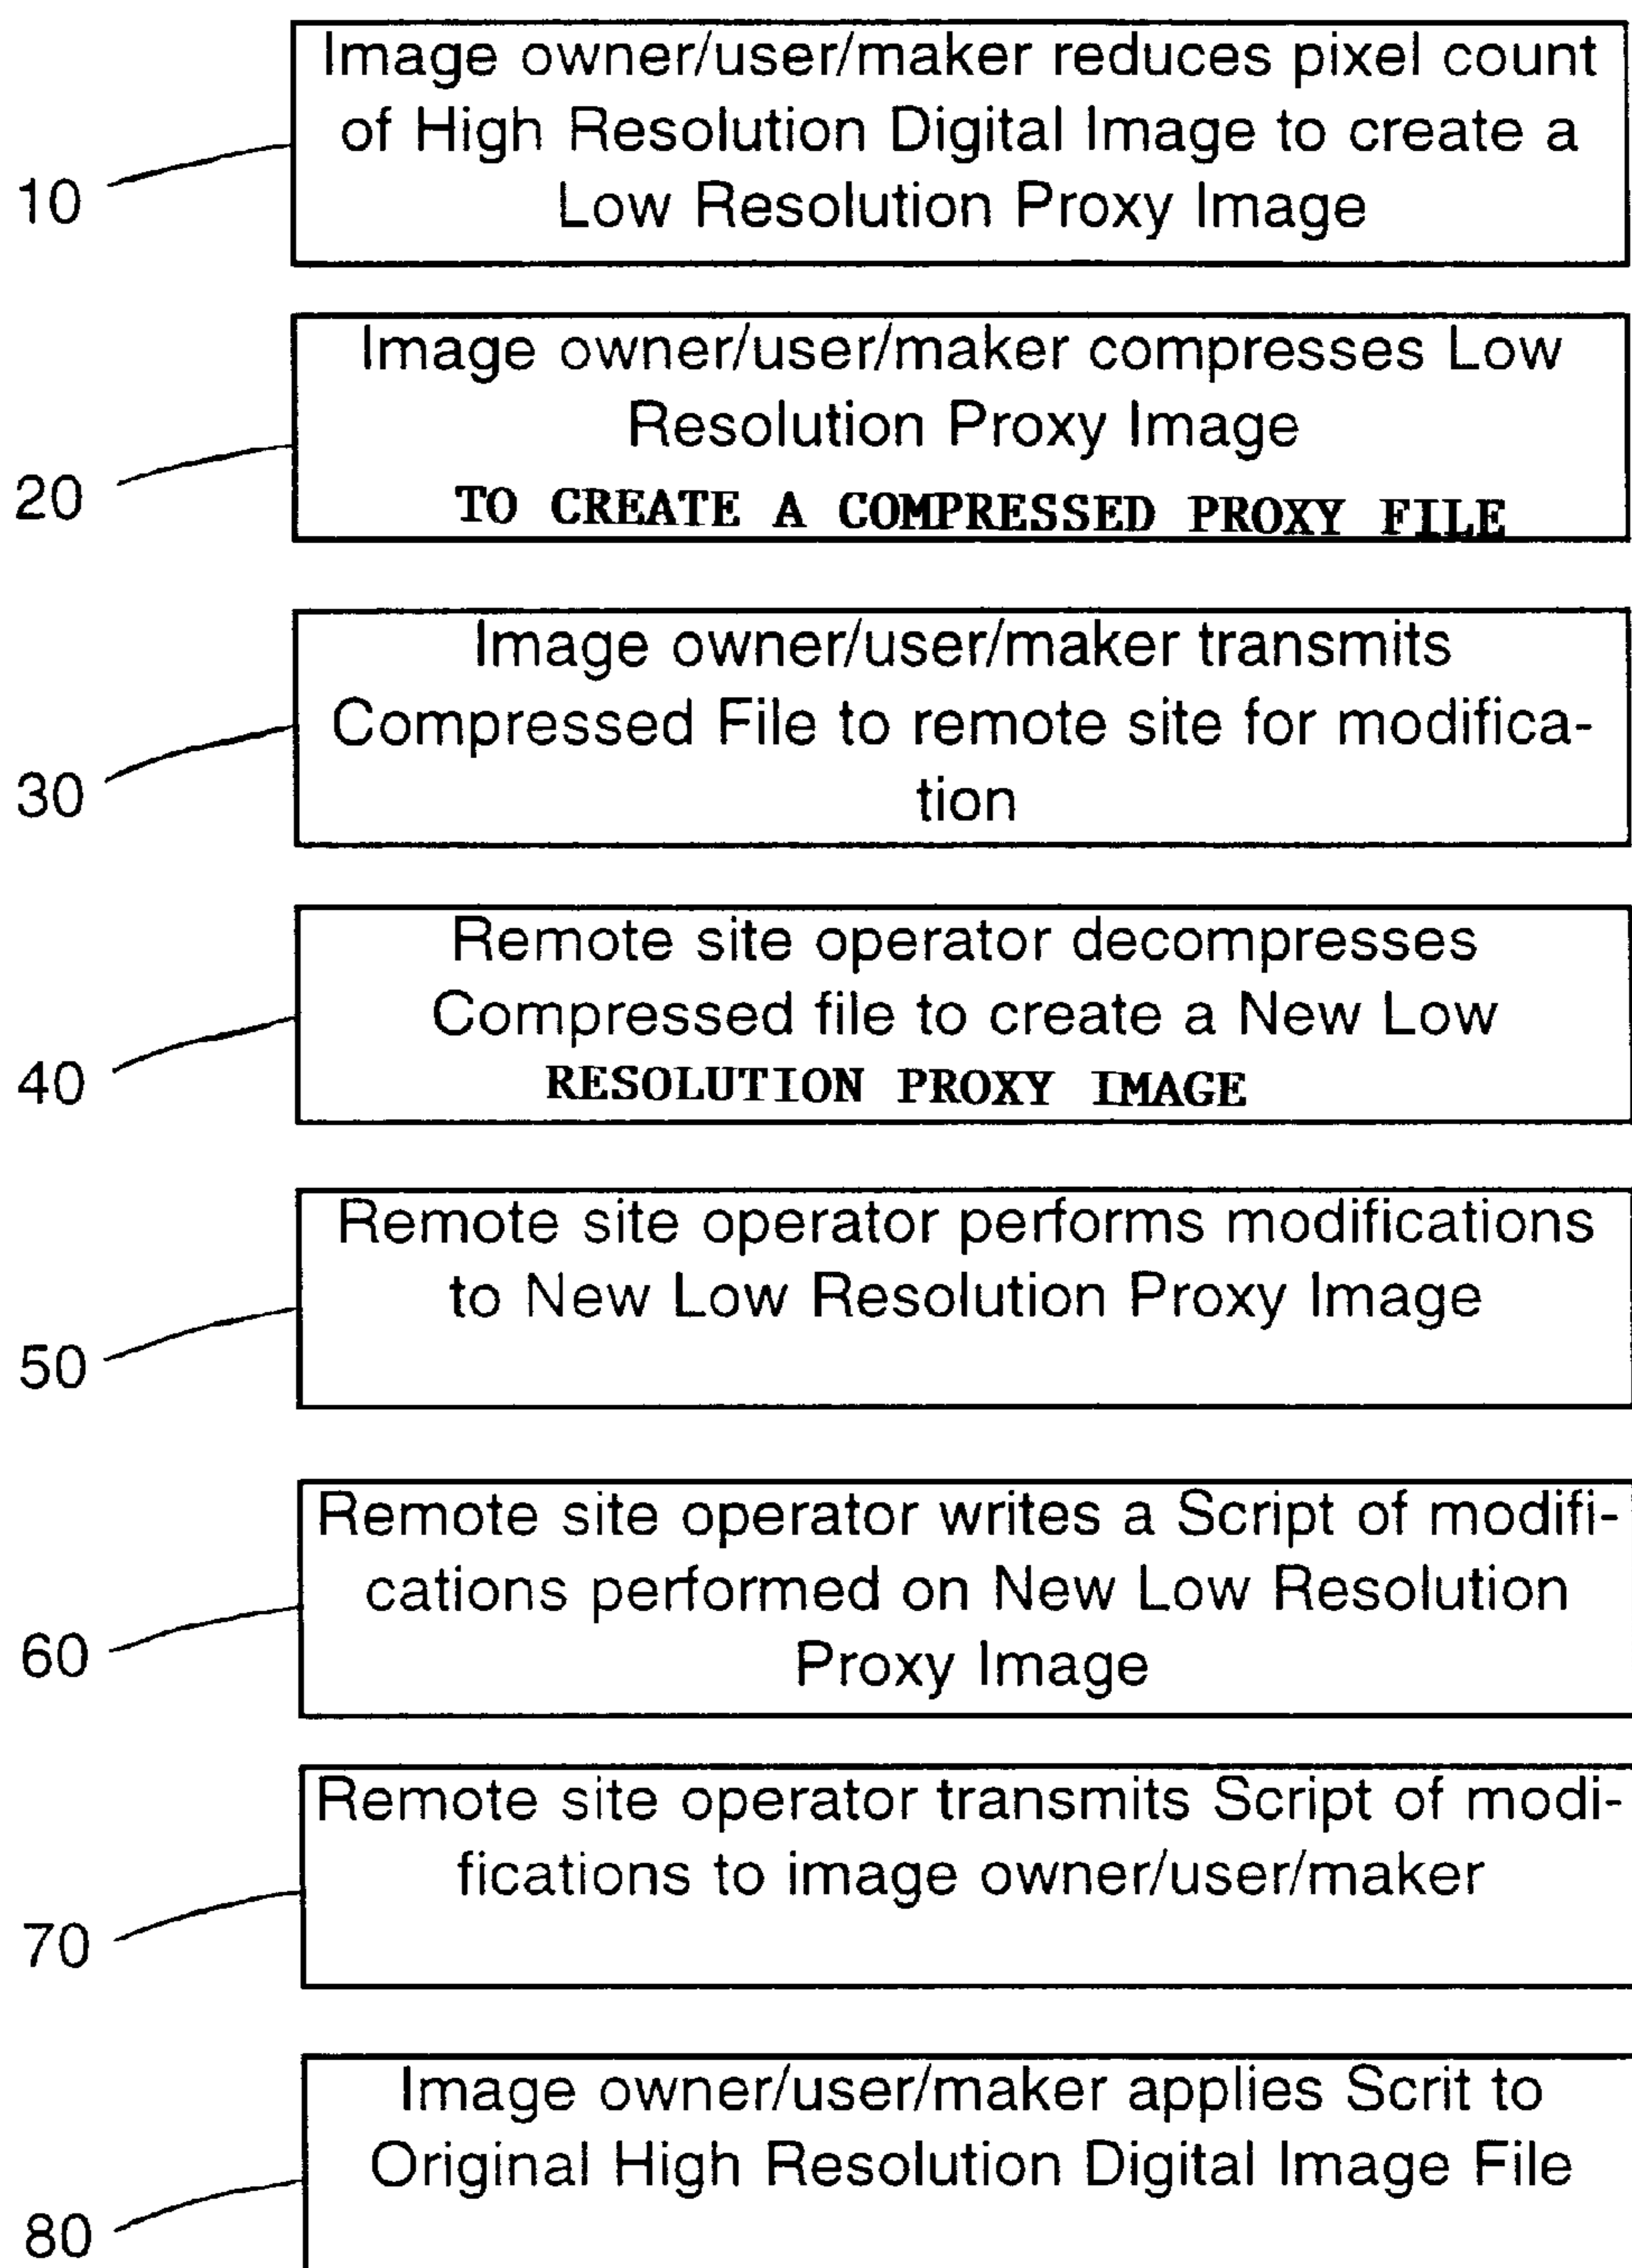 Image owner/user/maker reduces pixel count
of High Resolution Digital Image to create a
Low Resolution Proxy Image
10
Image owner/user/maker compresses Low
Resolution Proxy Image
TO CREATE A COMPRESSED PROXY FILE
20
Image owner/user/maker transmits
Compressed File to remote site for modifica-
tion
30
Remote site operator decompresses
Compressed file to create a New Low
RESOLUTION PROXY IMAGE
40
Remote site operator performs modifications
to New Low Resolution Proxy Image
50
Remote site operator writes a Script of modifi-
cations performed on New Low Resolution
Proxy Image
60
Remote site operator transmits Script of modi-
fications to image owner/user/maker
70
Image owner/user/maker applies Scrit to
Original High Resolution Digital Image File
80